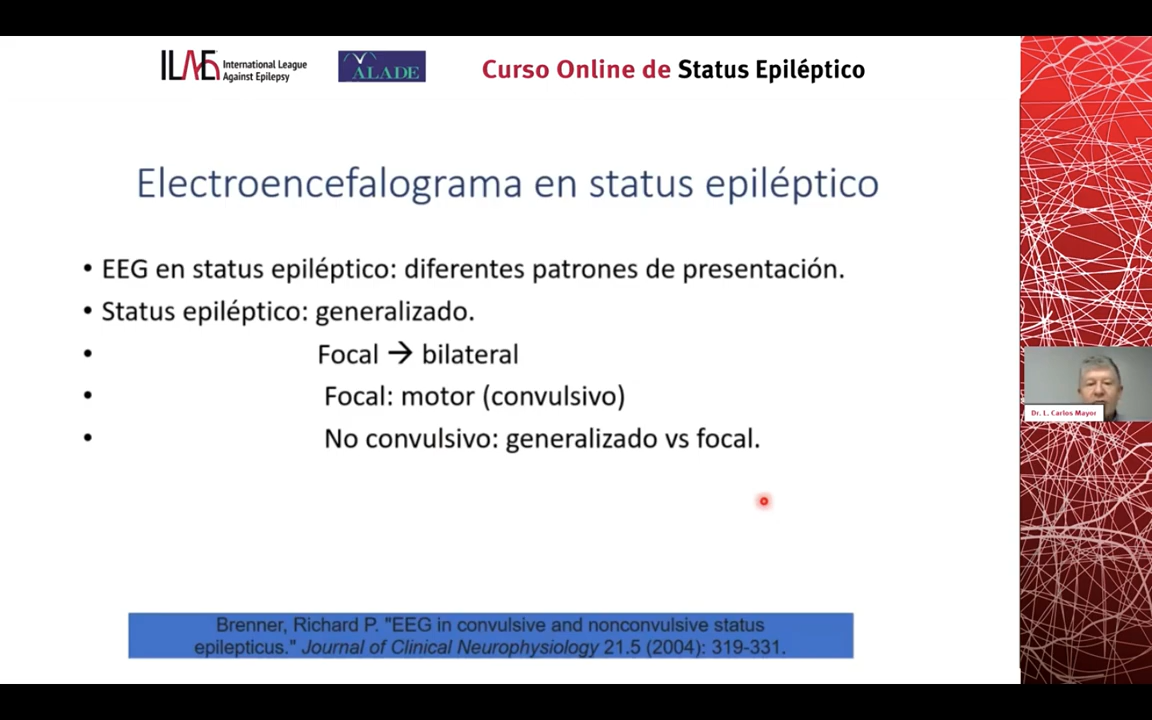 ILAE International League
Against Epilepsy
ALADE
Curso Online de Status Epiléptico
Electroencefalograma en status epiléptico
• EEG en status epiléptico: diferentes patrones de presentación.
• Status epiléptico: generalizado.
• Focal → bilateral
• Focal: motor (convulsivo)
• No convulsivo: generalizado vs focal.
Dr. L. Carlos Mayor
Brenner, Richard P. "EEG in convulsive and nonconvulsive status
epilepticus." Journal of Clinical Neurophysiology 21.5 (2004): 319-331.